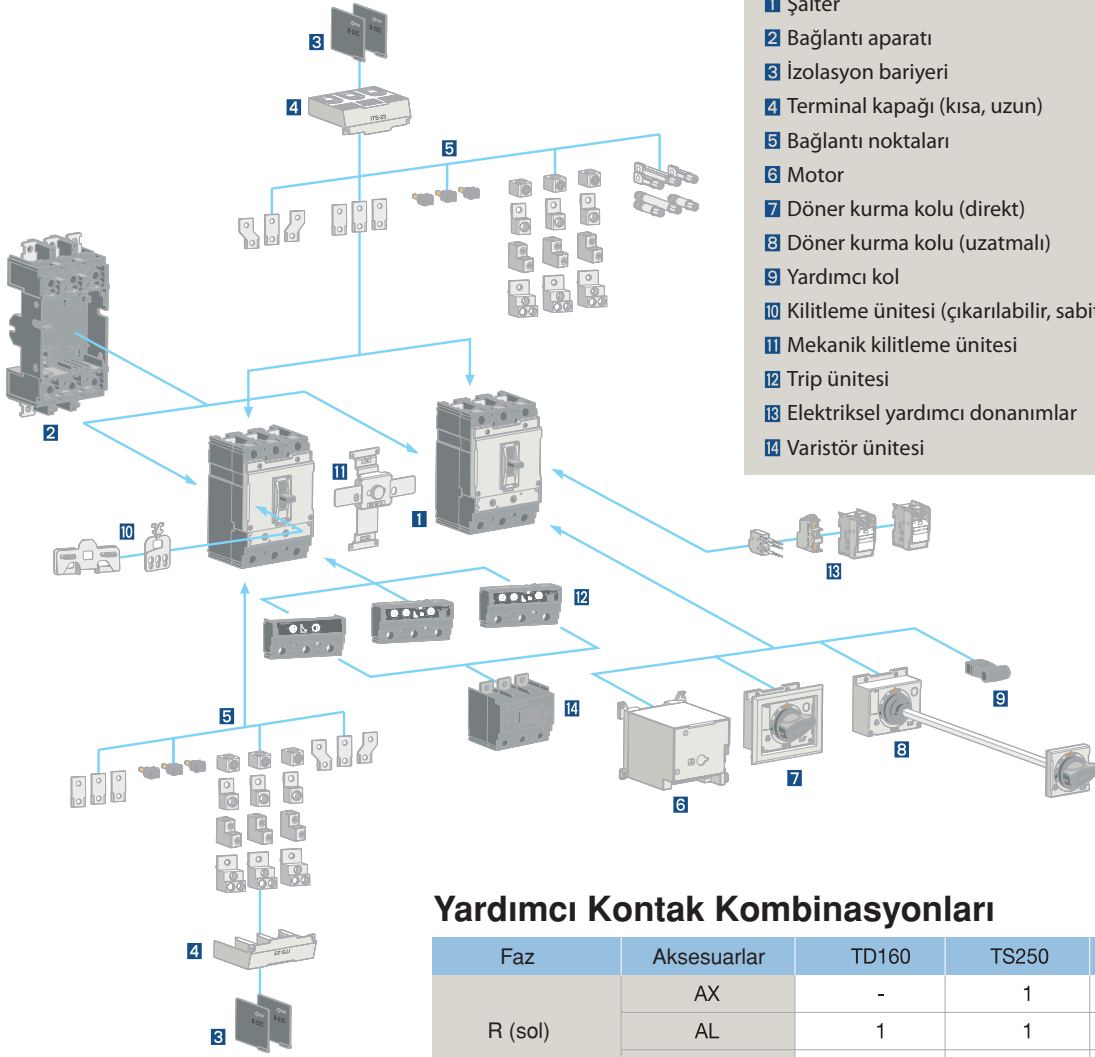 1 Şalter
2 Bağlantı aparatı
3 İzolasyon bariyeri
4 Terminal kapağı (kısa, uzun)
5 Bağlantı noktaları
6 Motor
7 Döner kurma kolu (direkt)
8 Döner kurma kolu (uzatmalı)
9 Yardımcı kol
10 Kilitleme ünitesi (çıkarılabilir, sabit
11 Mekanik kilitleme ünitesi
12 Trip ünitesi
13 Elektriksel yardımcı donanımlar
14 Varistör ünitesi
3
4
ITS-23
5
2
11
1
10
13
12
14
9
5
8
7
6
4
3
Yardımcı Kontak Kombinasyonları
Faz Aksesuarlar TD160 TS250
AX - 1
R (sol) AL 1 1